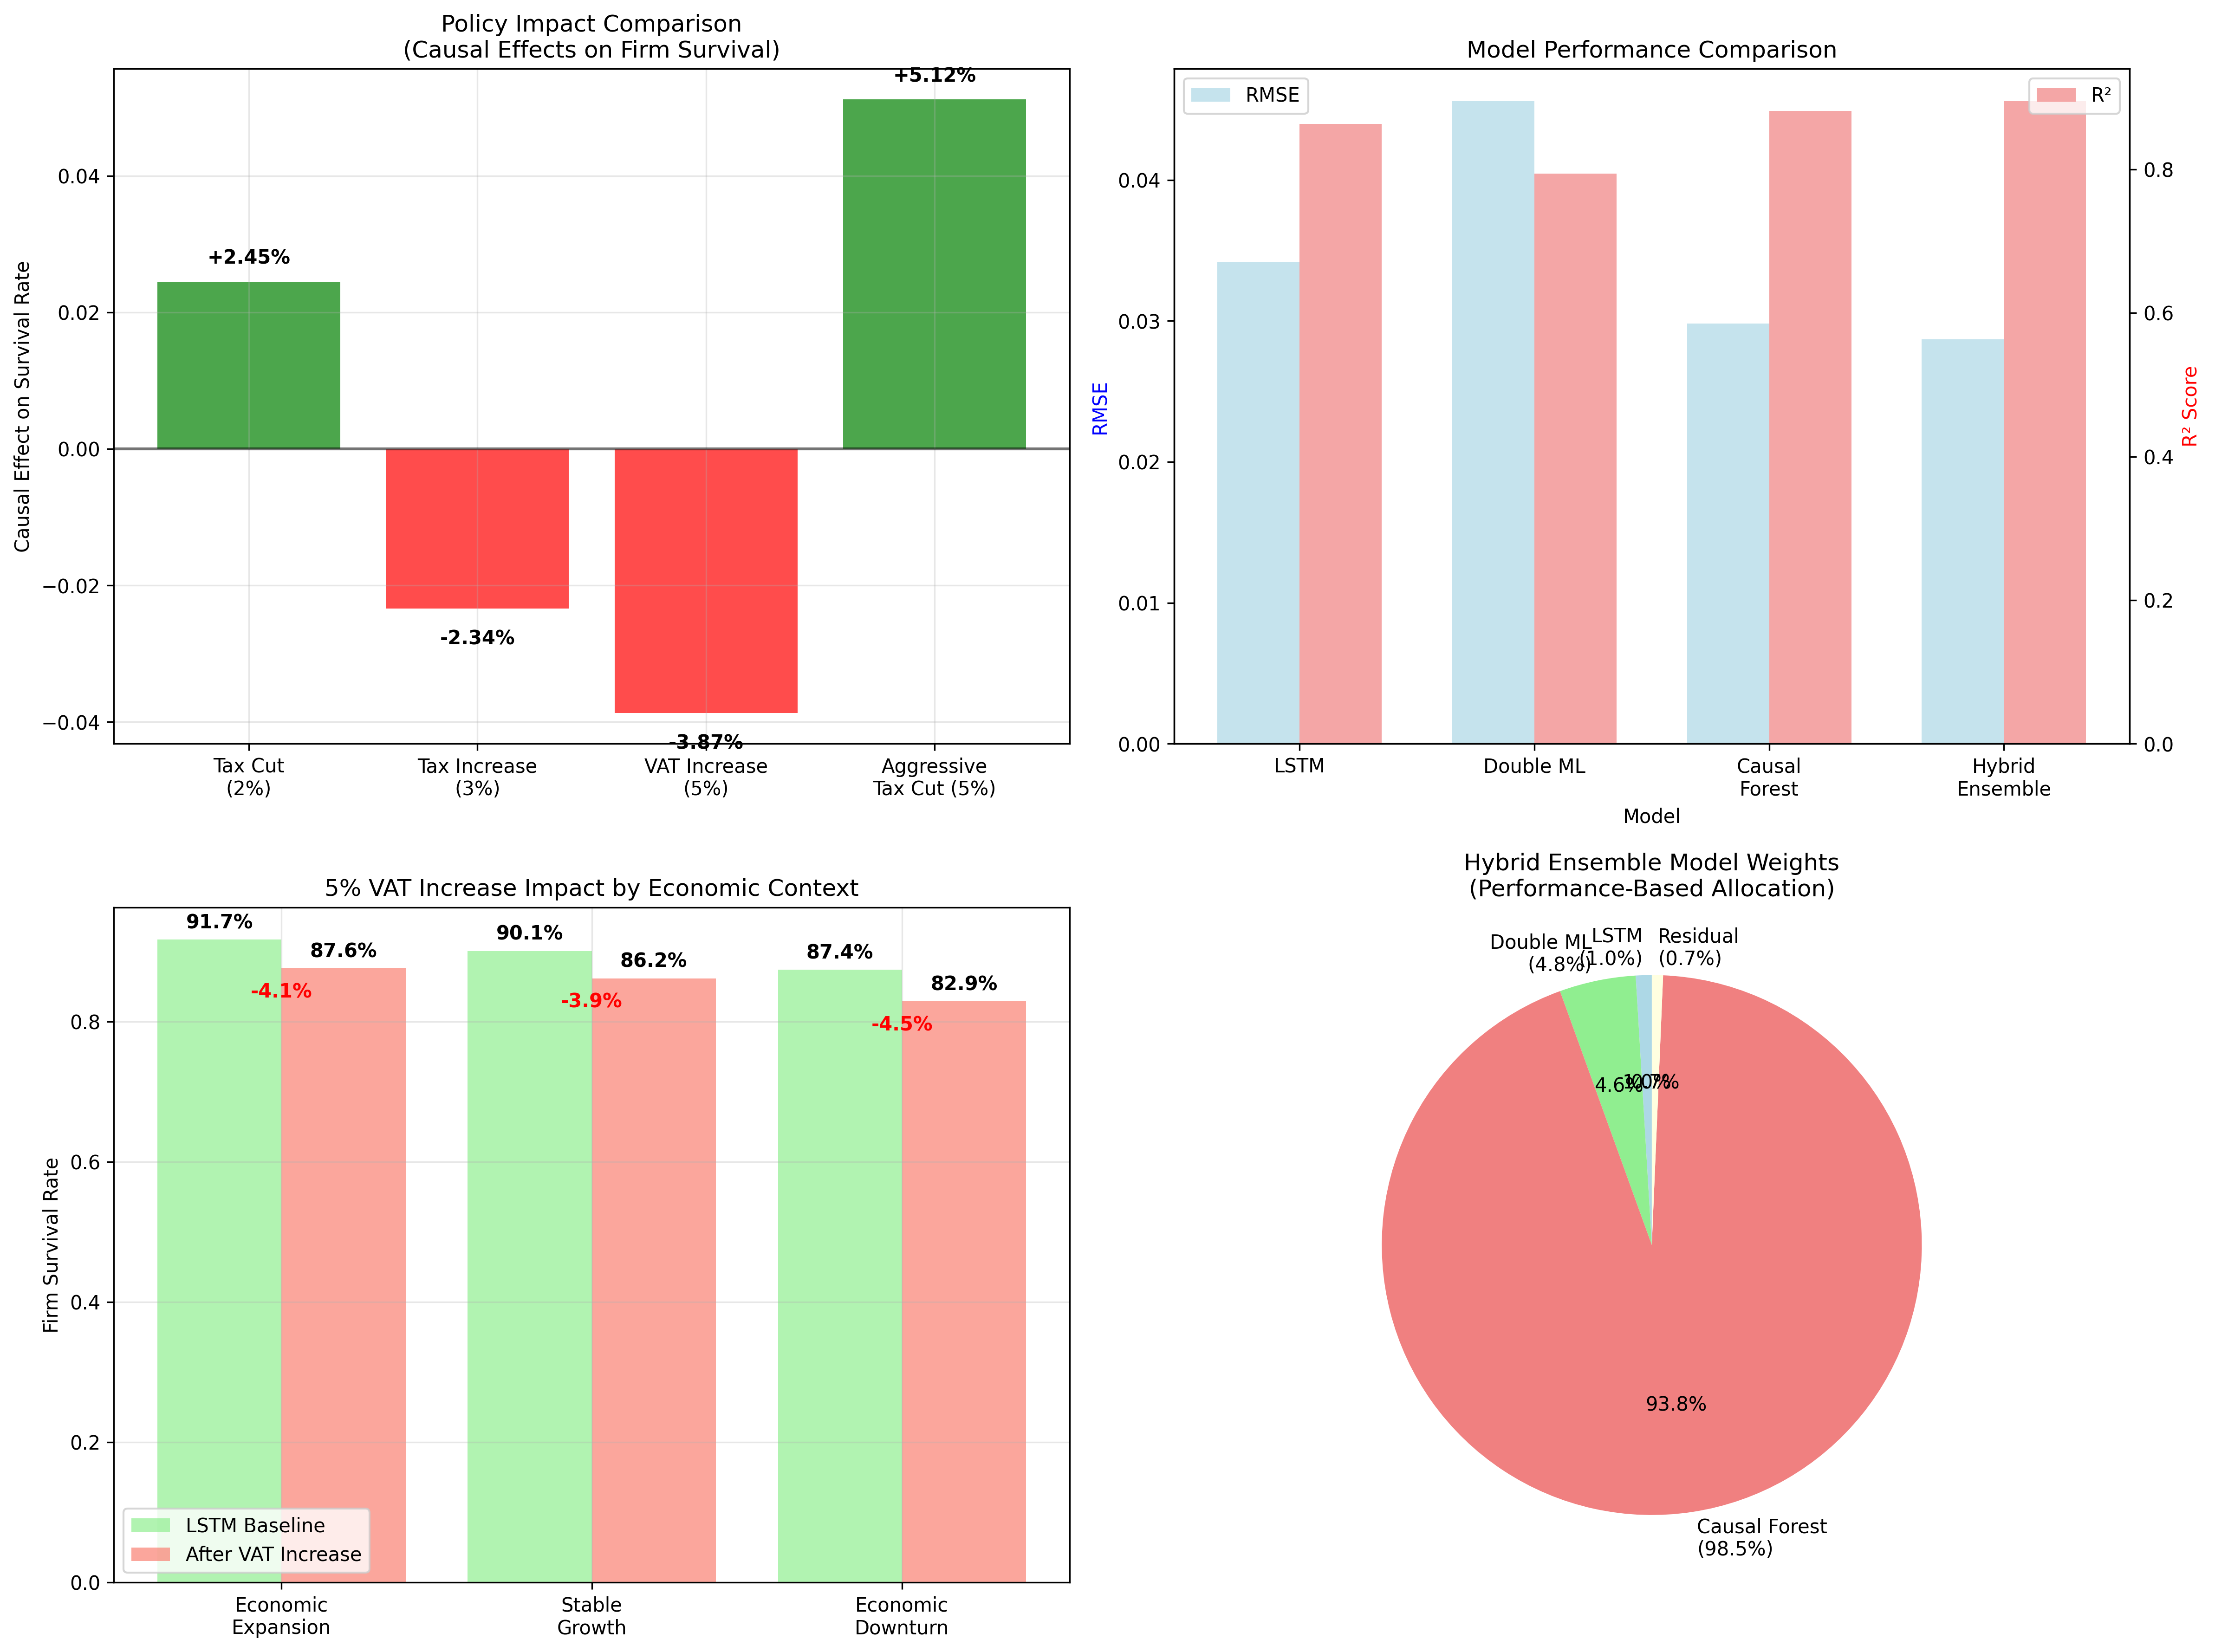 Policy Impact Comparison
(Causal Effects on Firm Survival)
Causal Effect on Survival Rate
0.04
0.02
0.00
−0.02
−0.04
+2.45%
-2.34%
-3.87%
+5.12%
Tax Cut
(2%)
Tax Increase
(3%)
VAT Increase
(5%)
Aggressive
Tax Cut (5%)
Model Performance Comparison
RMSE
R²
RMSE
0.04
0.03
0.02
0.01
0.00
R² Score
0.8
0.6
0.4
0.2
0.0
LSTM
Double ML
Causal
Forest
Hybrid
Ensemble
Model
5% VAT Increase Impact by Economic Context
Firm Survival Rate
0.8
0.6
0.4
0.2
0.0
91.7%
87.6%
-4.1%
90.1%
86.2%
-3.9%
87.4%
82.9%
-4.5%
LSTM Baseline
After VAT Increase
Economic
Expansion
Stable
Growth
Economic
Downturn
Hybrid Ensemble Model Weights
(Performance-Based Allocation)
Double ML
(4.8%)
LSTM
(1.0%)
Residual
(0.7%)
4.6%
1.0%
0.7%
93.8%
Causal Forest
(98.5%)